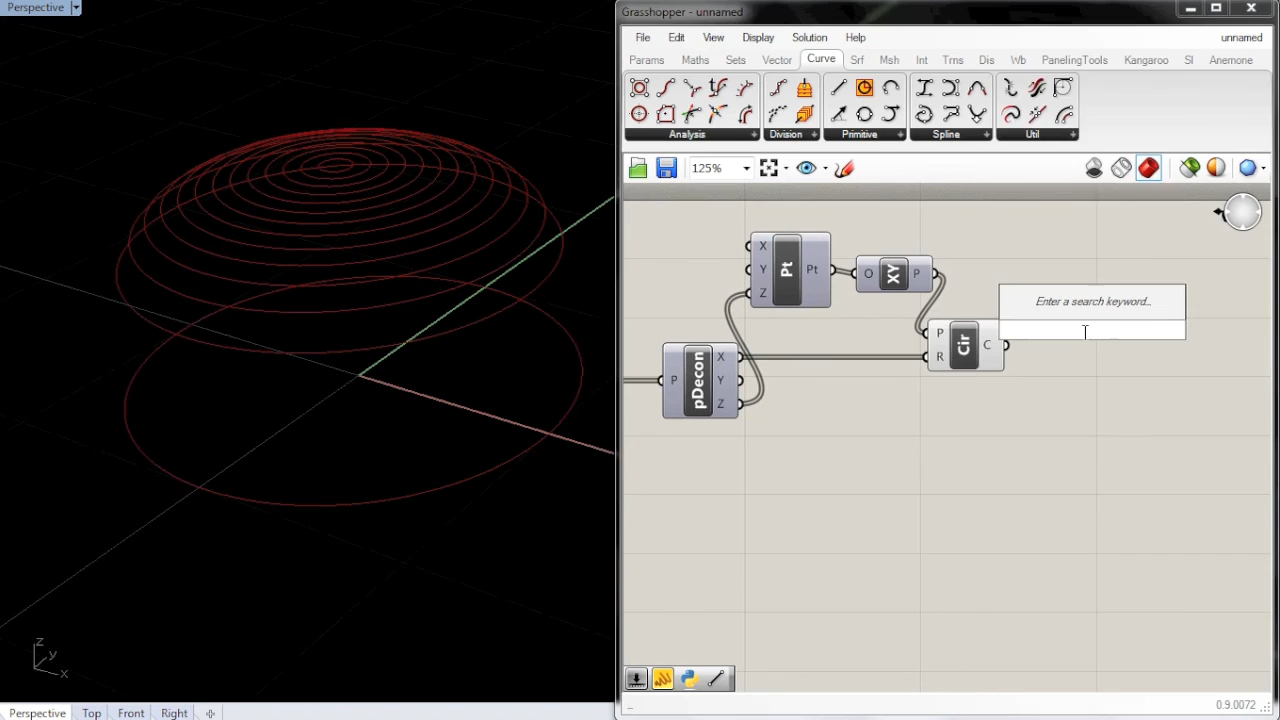 Perspective
Grasshopper - unnamed
File Edit View Display Solution Help unnamed
Params Maths Sets Vector Curve Srf Msh Int Trns Dis Wb PanelingTools Kangaroo SI Anemone
Analysis Division Primitive Spline Util
125%
X
Y
Z
Pt
Pt
O
XY
P
Enter a search keyword...
P
R
Cir
C
P
pDecon
X
Y
Z
z
y
x
Perspective Top Front Right
0.9.0072